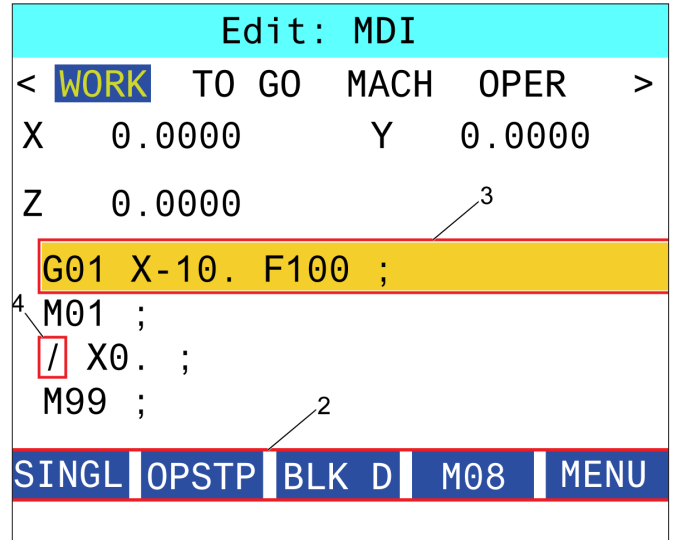 Edit: MDI
< WORK TO GO MACH OPER >
X 0.0000 Y 0.0000
Z 0.0000
3
G01 X-10. F100 ;
4
M01 ;
/ X0. ;
M99 ;
2
SINGL OPSTP BLK D M08 MENU